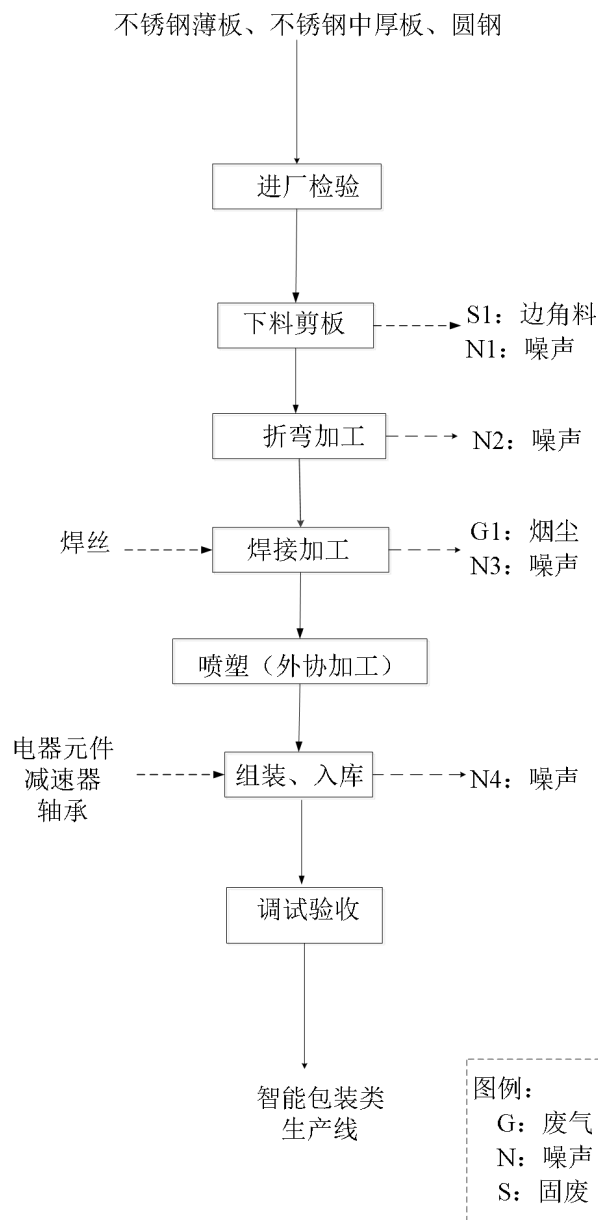 不锈钢薄板、不锈钢中厚板、圆钢
进厂检验
下料剪板
S1：边角料
N1：噪声
折弯加工
N2：噪声
焊丝
焊接加工
G1：烟尘
N3：噪声
喷塑（外协加工）
电器元件
减速器
轴承
组装、入库
N4：噪声
调试验收
智能包装类
生产线
图例：
G：废气
N：噪声
S：固废